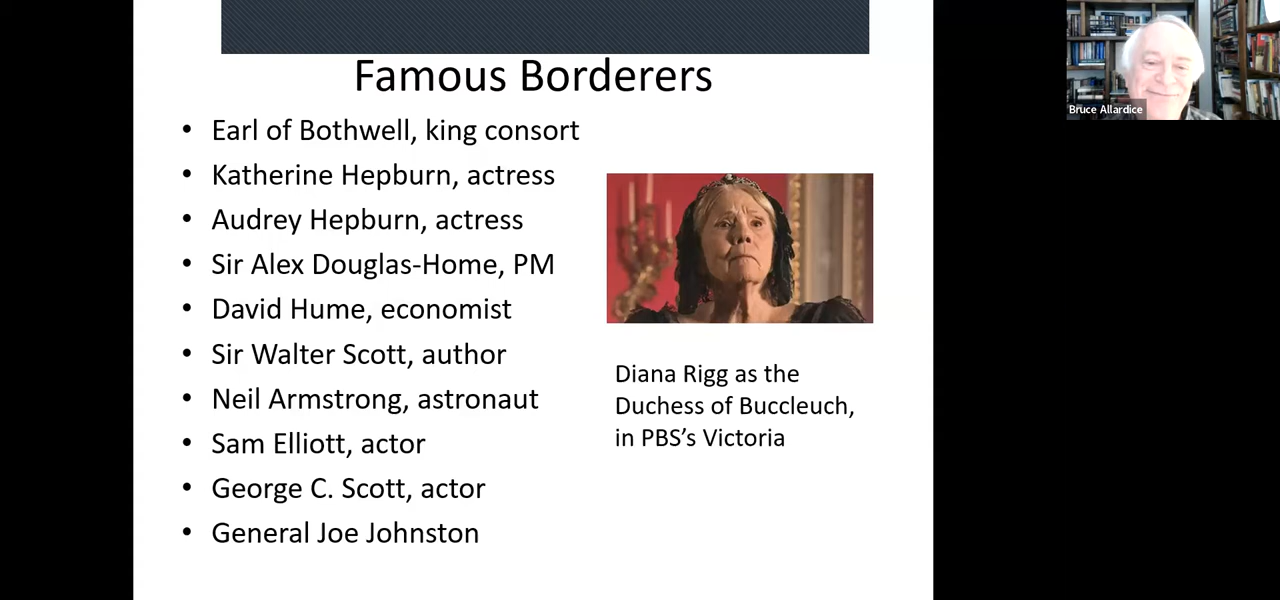 Famous Borderers
• Earl of Bothwell, king consort
• Katherine Hepburn, actress
• Audrey Hepburn, actress
• Sir Alex Douglas-Home, PM
• David Hume, economist
• Sir Walter Scott, author
• Neil Armstrong, astronaut
• Sam Elliott, actor
• George C. Scott, actor
• General Joe Johnston
Diana Rigg as the
Duchess of Buccleuch,
in PBS’s Victoria
Bruce Allardice